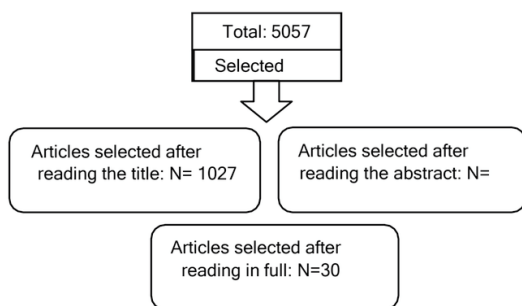 Total: 5057
Selected
Articles selected after
reading the title: N= 1027
Articles selected after
reading the abstract: N=
Articles selected after
reading in full: N=30